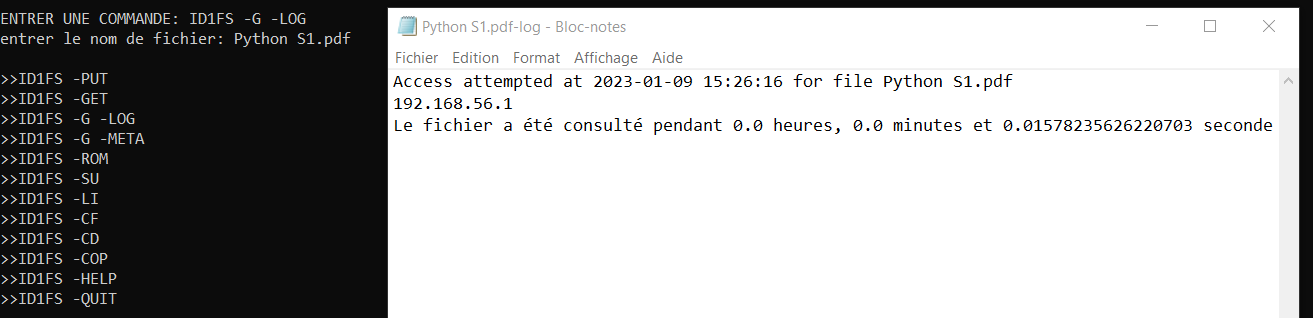 ENTRER UNE COMMANDE: ID1FS -G -LOG
entrer le nom de fichier: Python S1.pdf
>>ID1FS -PUT
>>ID1FS -GET
>>ID1FS -G -LOG
>>ID1FS -G -META
>>ID1FS -ROM
>>ID1FS -SU
>>ID1FS -LI
>>ID1FS -CF
>>ID1FS -CD
>>ID1FS -COP
>>ID1FS -HELP
>>ID1FS -QUIT
Python S1.pdf-log - Bloc-notes
Fichier Edition Format Affichage Aide
Access attempted at 2023-01-09 15:26:16 for file Python S1.pdf
192.168.56.1
Le fichier a été consulté pendant 0.0 heures, 0.0 minutes et 0.01578235626220703 seconde